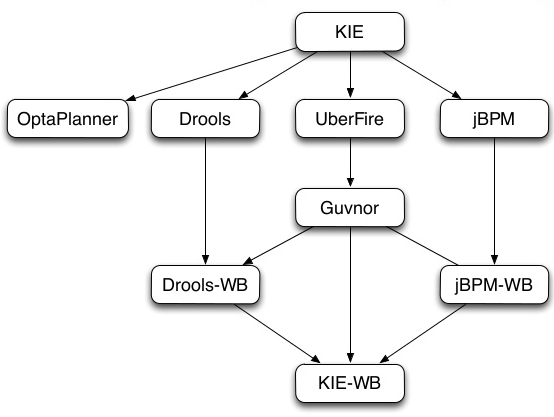 KIE
OptaPlanner
Drools
UberFire
jBPM
Guvnor
Drools-WB
jBPM-WB
KIE-WB